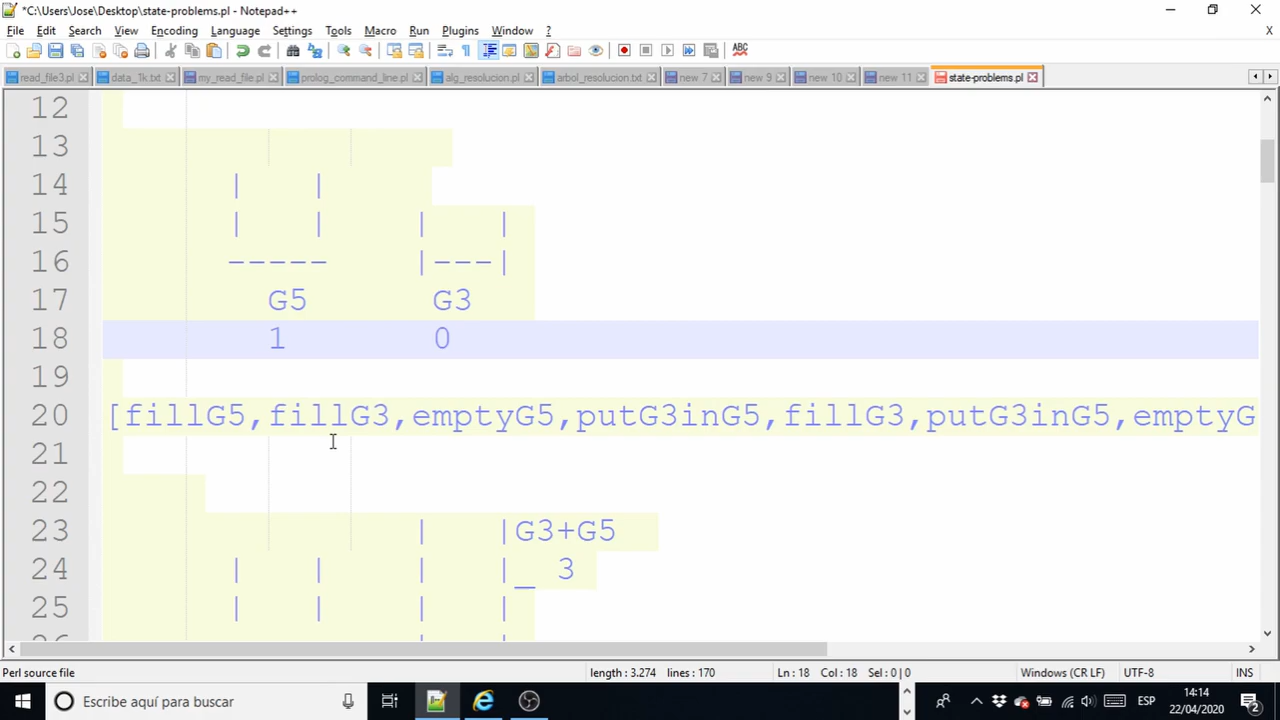 *C:\Users\Jose\Desktop\state-problems.pl - Notepad++
File Edit Search View Encoding Language Settings Tools Macro Run Plugins Window ? X
read_file3.pl data_1k.txt my_read_file.pl prolog_command_line.pl alg_resolucion.pl arbol_resolucion.txt new 7 new 9 new 10 new 11 state-problems.pl
12
13
14 | |
15 | | | |
16 ----- |---|
17 G5 G3
18 1 0
19
20 [fillG5,fillG3,emptyG5,putG3inG5,fillG3,putG3inG5,emptyG
21
22
23 | |G3+G5
24 | | | |_ 3
25 | | | |
26 | |
Perl source file length : 3.274 lines : 170 Ln : 18 Col : 18 Sel : 0 | 0 Windows (CR LF) UTF-8 INS
Escribe aquí para buscar ESP 14:14
22/04/2020 2